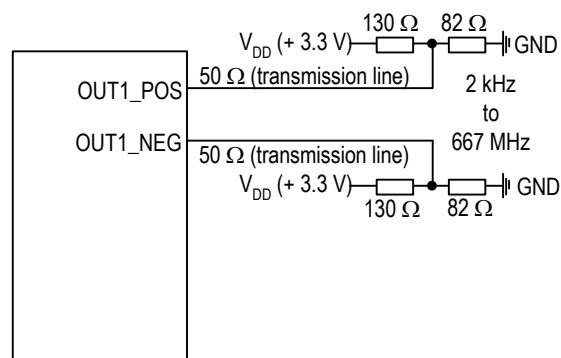 130 Ω 82 Ω
V_DD (+ 3.3 V) GND
50 Ω (transmission line)
OUT1_POS
2 kHz
to
667 MHz
OUT1_NEG
50 Ω (transmission line)
V_DD (+ 3.3 V) GND
130 Ω 82 Ω